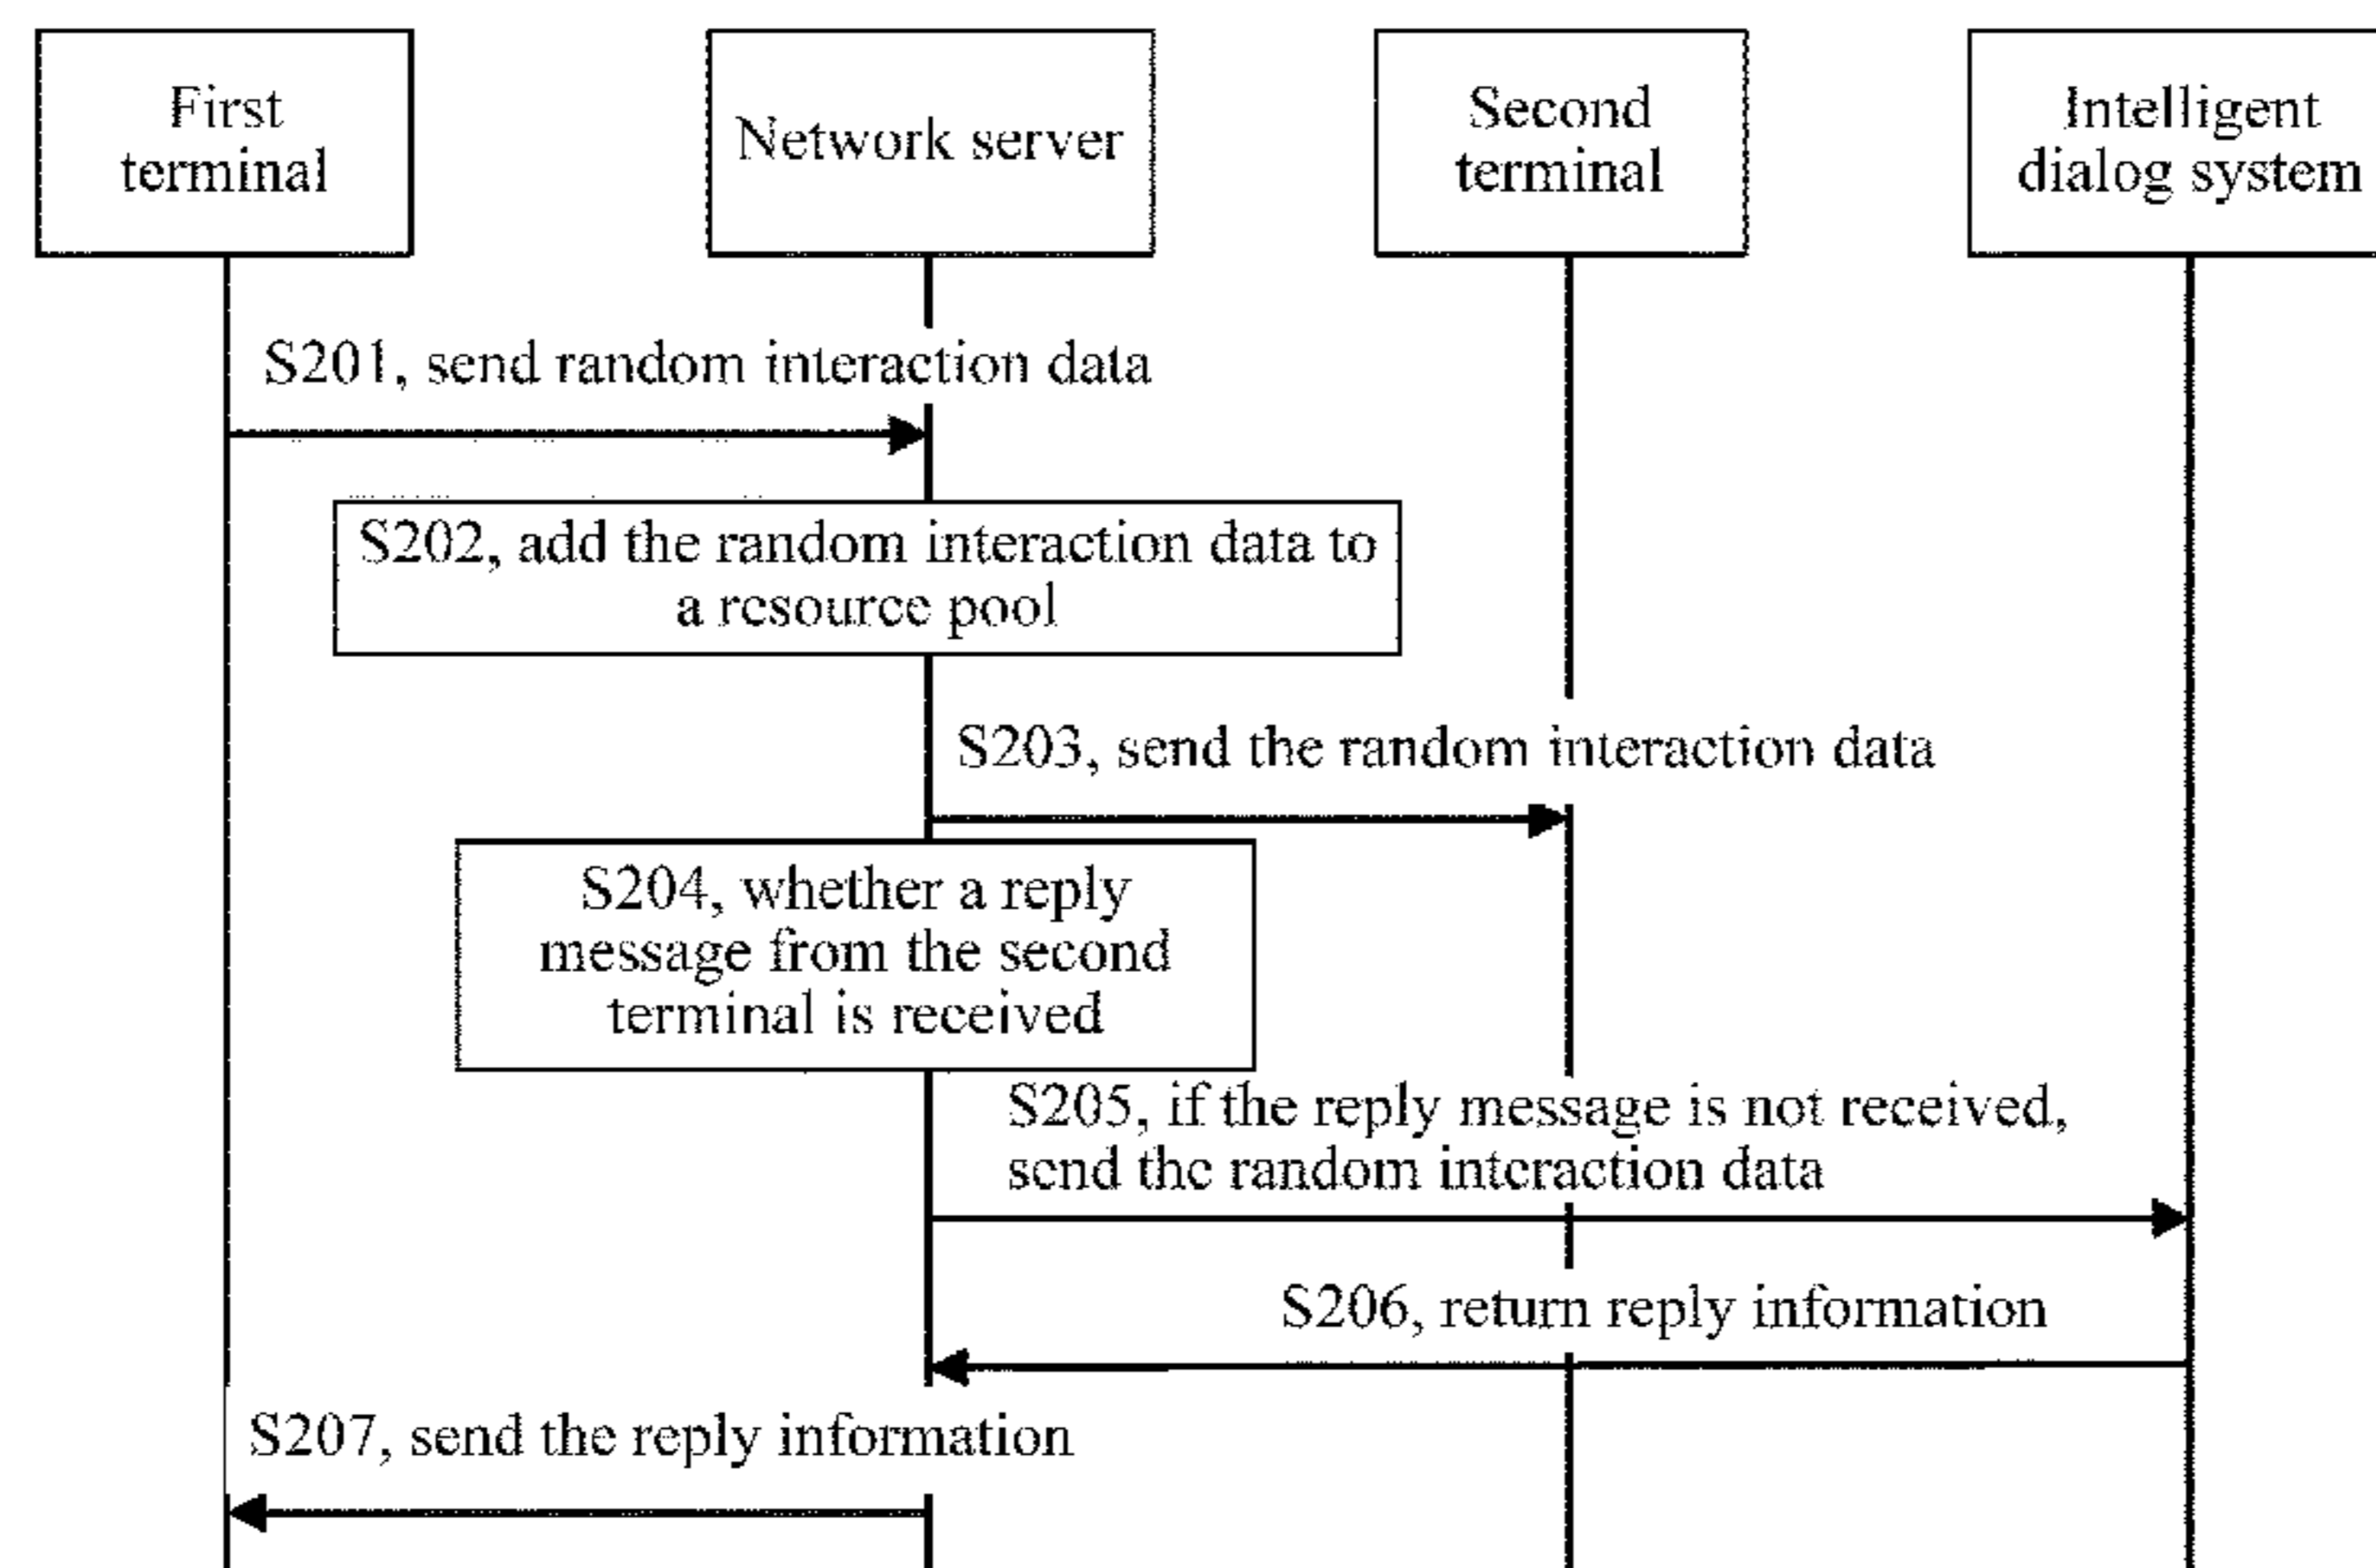 First
terminal
Network server
Second
terminal
Intelligent
dialog system
S201, send random interaction data
S202, add the random interaction data to
a resource pool
S203, send the random interaction data
S204, whether a reply
message from the second
terminal is received
S205, if the reply message is not received,
send the random interaction data
S206, return reply information
S207, send the reply information